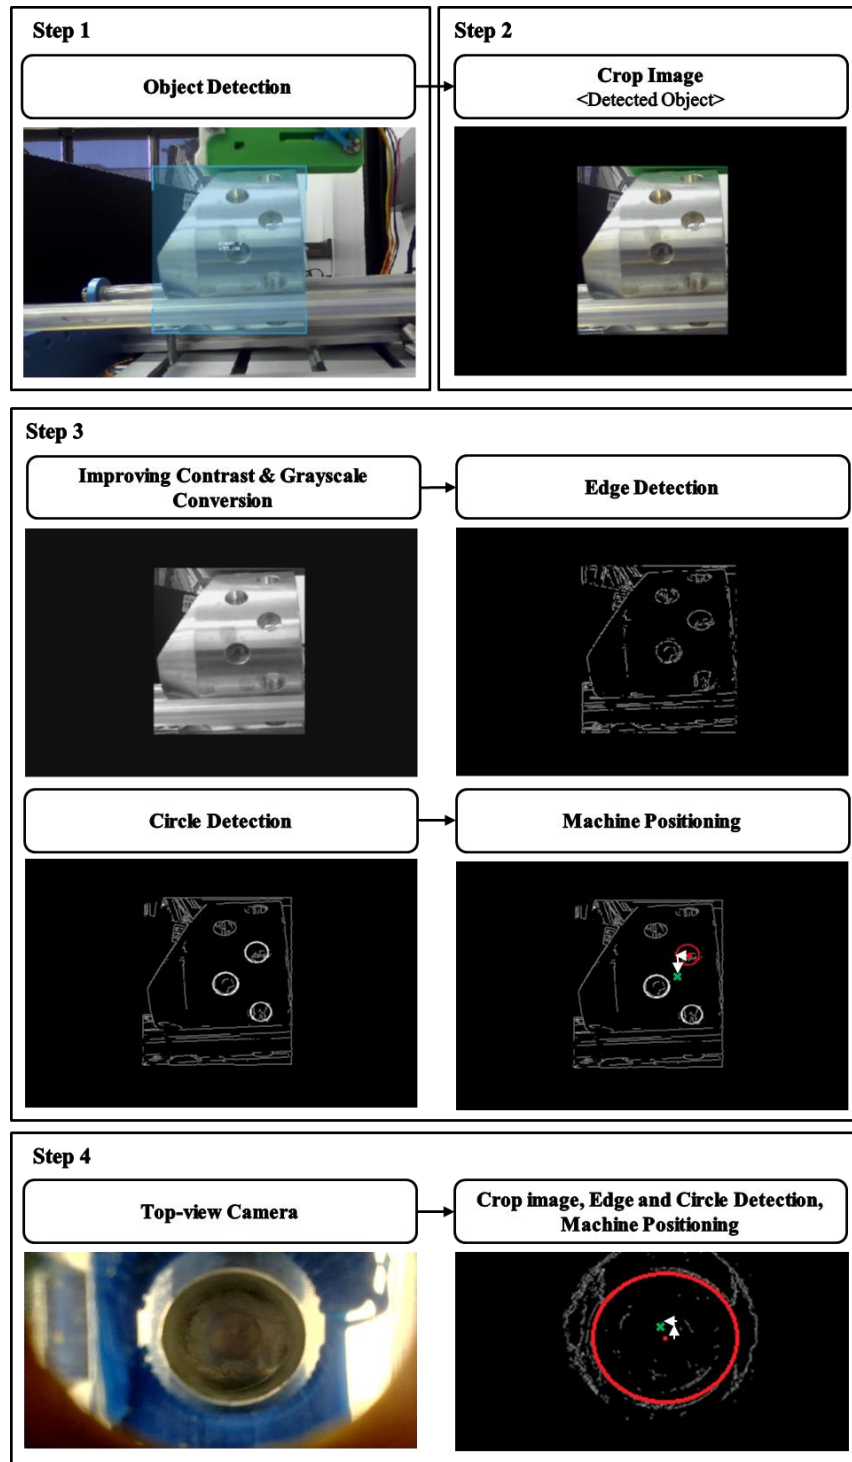 Step 1
Object Detection
Step 2
Crop Image
<Detected Object>
Step 3
Improving Contrast & Grayscale
Conversion
Edge Detection
Circle Detection
Machine Positioning
Step 4
Top-view Camera
Crop image, Edge and Circle Detection,
Machine Positioning